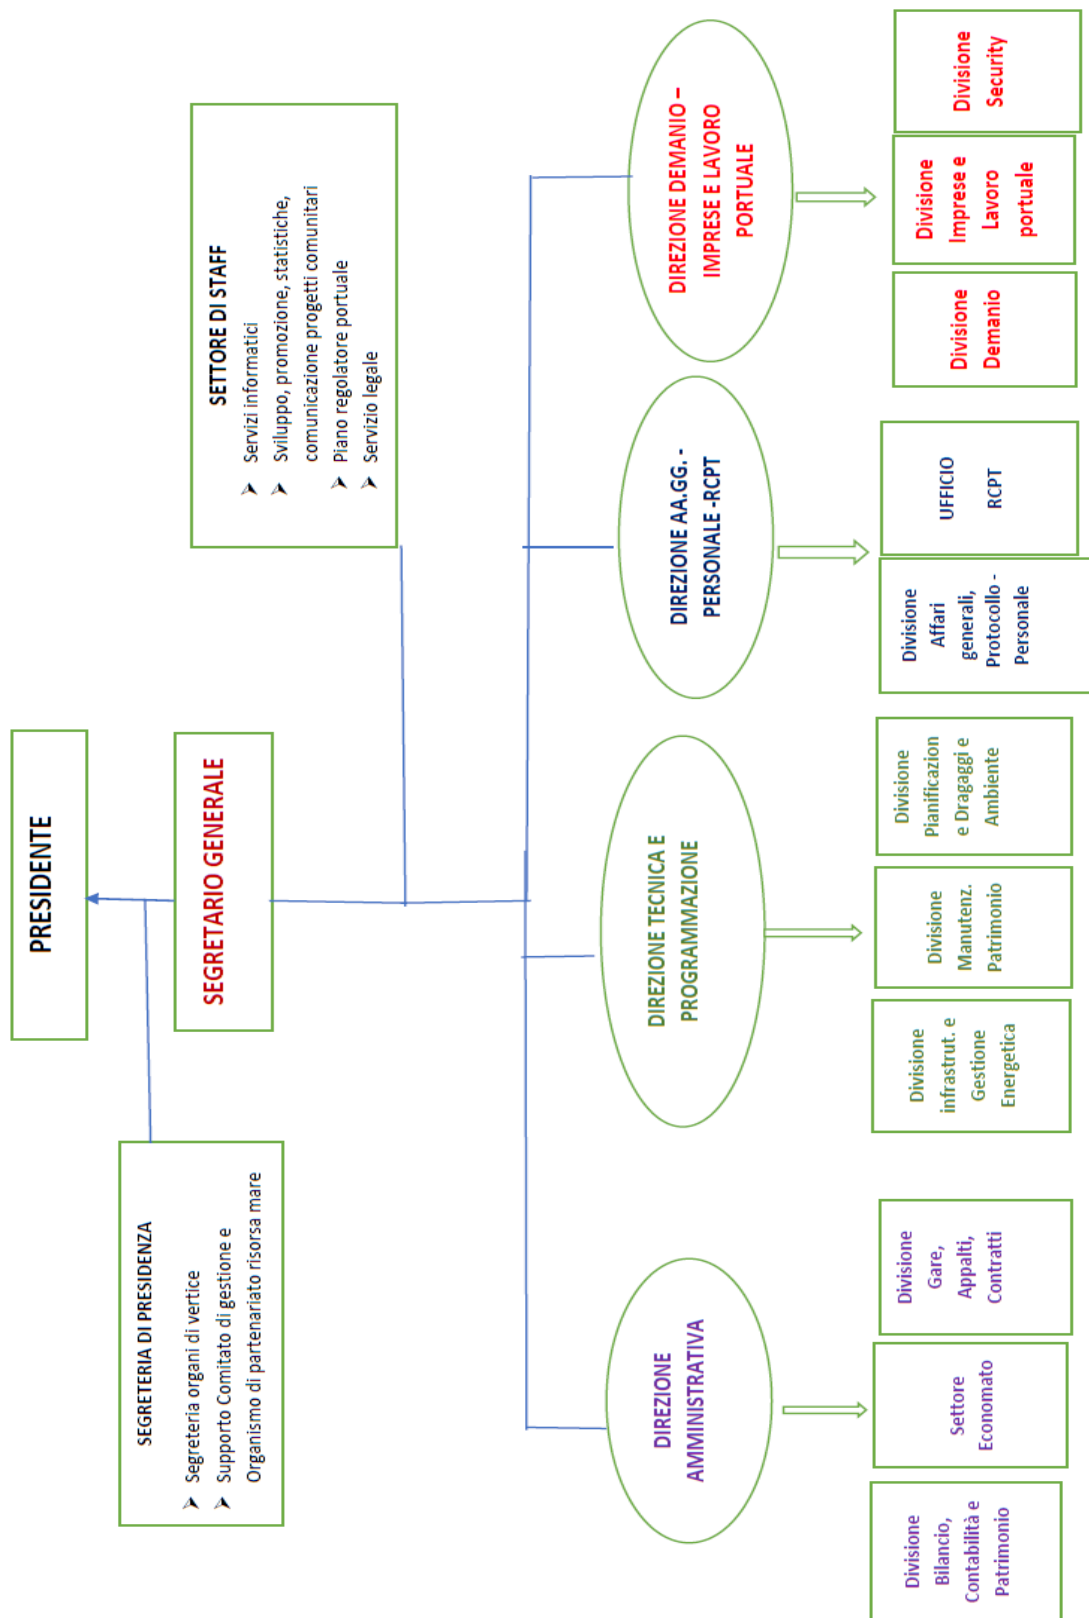 PRESIDENTE
SEGRETERIA DI PRESIDENZA
➢ Segreteria organi di vertice
➢ Supporto Comitato di gestione e
Organismo di partenariato risorsa mare
SEGRETARIO GENERALE
SETTORE DI STAFF
➢ Servizi informatici
➢ Sviluppo, promozione, statistiche,
comunicazione progetti comunitari
➢ Piano regolatore portuale
➢ Servizio legale
DIREZIONE
AMMINISTRATIVA
DIREZIONE TECNICA E
PROGRAMMAZIONE
DIREZIONE AA.GG. -
PERSONALE -RCPT
DIREZIONE DEMANIO –
IMPRESE E LAVORO
PORTUALE
Divisione
Bilancio,
Contabilità e
Patrimonio
Settore
Economato
Divisione
Gare,
Appalti,
Contratti
Divisione
infrastrut. e
Gestione
Energetica
Divisione
Manutenz.
Patrimonio
Divisione
Pianificazion
e Dragaggi e
Ambiente
Divisione
Affari
generali,
Protocollo -
Personale
UFFICIO
RCPT
Divisione
Demanio
Divisione
Imprese e
Lavoro
portuale
Divisione
Security